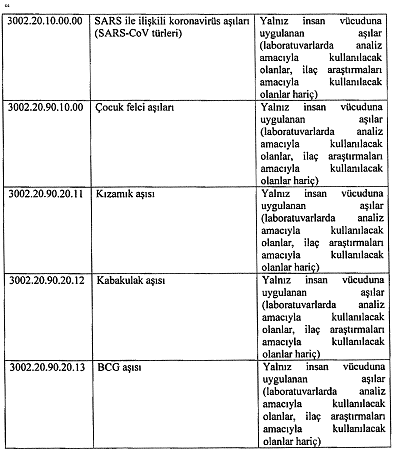 “
3002.20.10.00.00 SARS ile ilişkili koronavirüs aşıları Yalnız insan vücuduna
(SARS-CoV türleri) uygulanan aşılar
(laboratuvarlarda analiz
amacıyla kullanılacak
olanlar, ilaç araştırmaları
amacıyla kullanılacak
olanlar hariç)
3002.20.90.10.00 Çocuk felci aşıları Yalnız insan vücuduna
uygulanan aşılar
(laboratuvarlarda analiz
amacıyla kullanılacak
olanlar, ilaç araştırmaları
amacıyla kullanılacak
olanlar hariç)
3002.20.90.20.11 Kızamık aşısı Yalnız insan vücuduna
uygulanan aşılar
(laboratuvarlarda analiz
amacıyla kullanılacak
olanlar, ilaç araştırmaları
amacıyla kullanılacak
olanlar hariç)
3002.20.90.20.12 Kabakulak aşısı Yalnız insan vücuduna
uygulanan aşılar
(laboratuvarlarda analiz
amacıyla kullanılacak
olanlar, ilaç araştırmaları
amacıyla kullanılacak
olanlar hariç)
3002.20.90.20.13 BCG aşısı Yalnız insan vücuduna
uygulanan aşılar
(laboratuvarlarda analiz
amacıyla kullanılacak
olanlar, ilaç araştırmaları
amacıyla kullanılacak
olanlar hariç)